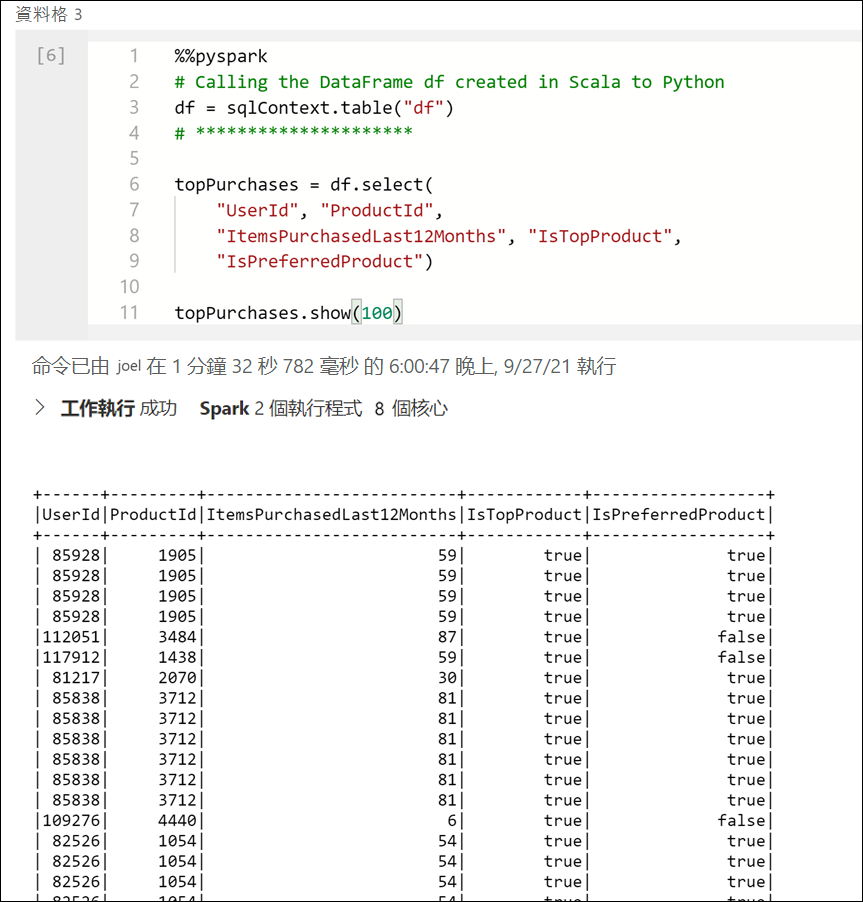 資料格 3
[6]
1 %%pyspark
2 # Calling the DataFrame df created in Scala to Python
3 df = sqlContext.table("df")
4 # *********************
5
6 topPurchases = df.select(
7     "UserId", "ProductId",
8     "ItemsPurchasedLast12Months", "IsTopProduct",
9     "IsPreferredProduct")
10
11 topPurchases.show(100)
命令已由 joel 在 1 分鐘 32 秒 782 毫秒 的 6:00:47 晚上, 9/27/21 執行
> 工作執行 成功 Spark 2 個執行程式 8 個核心
+------+---------+--------------------------+------------+------------------+
|UserId|ProductId|ItemsPurchasedLast12Months|IsTopProduct|IsPreferredProduct|
+------+---------+--------------------------+------------+------------------+
| 85928|     1905|                        59|        true|              true|
| 85928|     1905|                        59|        true|              true|
| 85928|     1905|                        59|        true|              true|
| 85928|     1905|                        59|        true|              true|
|112051|     3484|                        87|        true|             false|
|117912|     1438|                        59|        true|             false|
| 81217|     2070|                        30|        true|              true|
| 85838|     3712|                        81|        true|              true|
| 85838|     3712|                        81|        true|              true|
| 85838|     3712|                        81|        true|              true|
| 85838|     3712|                        81|        true|              true|
| 85838|     3712|                        81|        true|              true|
| 85838|     3712|                        81|        true|              true|
|109276|     4440|                         6|        true|             false|
| 82526|     1054|                        54|        true|              true|
| 82526|     1054|                        54|        true|              true|
| 82526|     1054|                        54|        true|              true|